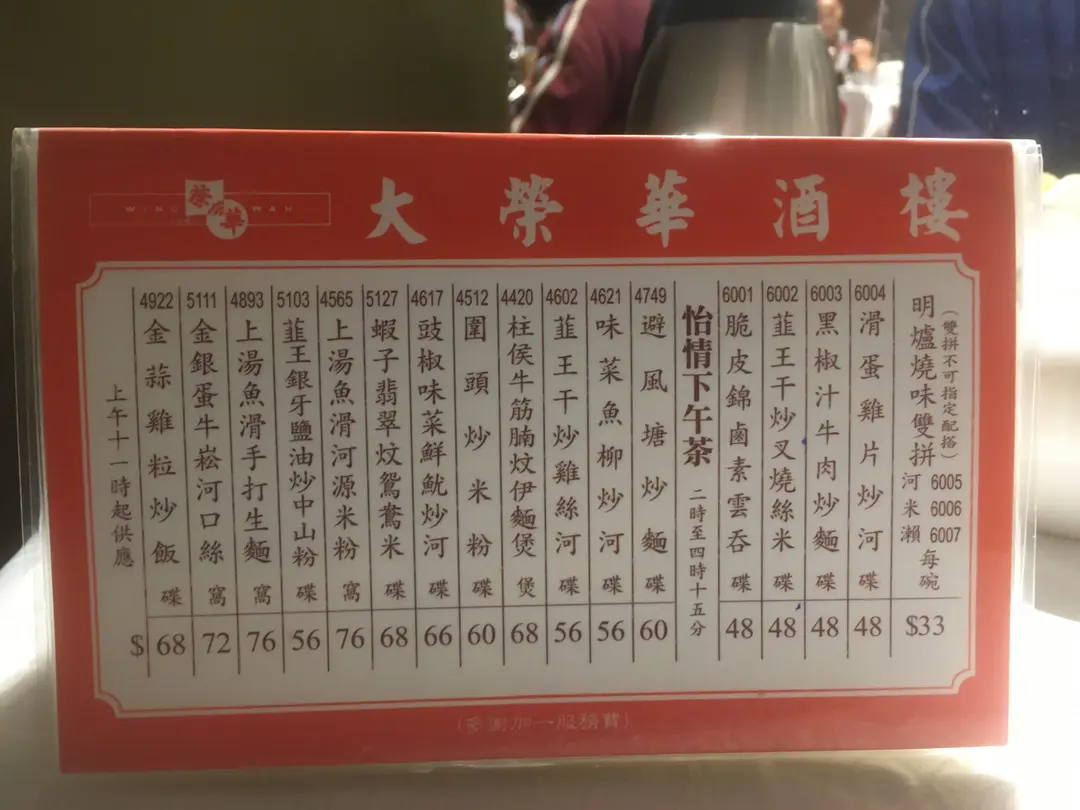 大榮華酒樓
明爐燒味雙拼
(雙拼不可指定配搭)
河 6005
米 6006
瀨 6007
每碗
$33
6004 滑蛋雞片炒河 碟 48
6003 黑椒汁牛肉炒麵 碟 48
6002 韮王干炒叉燒絲米 碟 48
6001 脆皮錦鹵素雲吞 碟 48
怡情下午茶 二時至四時十五分
4749 避風塘炒麵 碟 60
4621 味菜魚柳炒河 碟 56
4602 韮王干炒雞絲河 碟 56
4420 柱侯牛筋腩炆伊麵煲 煲 68
4512 圍頭炒米粉 碟 60
4617 豉椒味菜鮮魷炒河 碟 66
5127 蝦子翡翠炆鴛鴦米 碟 68
4565 上湯魚滑河源米粉 窩 76
5103 韮王銀牙鹽油炒中山粉 碟 56
4893 上湯魚滑手打生麵 窩 76
5111 金銀蛋牛崧河口絲 窩 72
4922 金蒜雞粒炒飯 碟 68
$
上午十一時起供應
(多謝加一服務費)